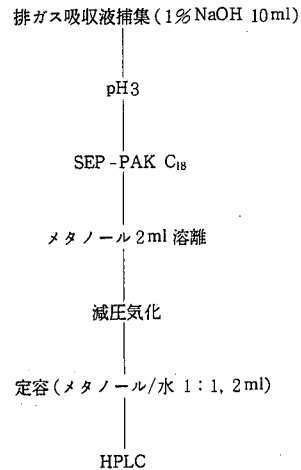 排ガス吸収液捕集(1%NaOH 10ml)
pH3
SEP-PAK C₁₈
メタノール2ml溶離
減圧気化
定容(メタノール/水 1:1, 2ml)
HPLC